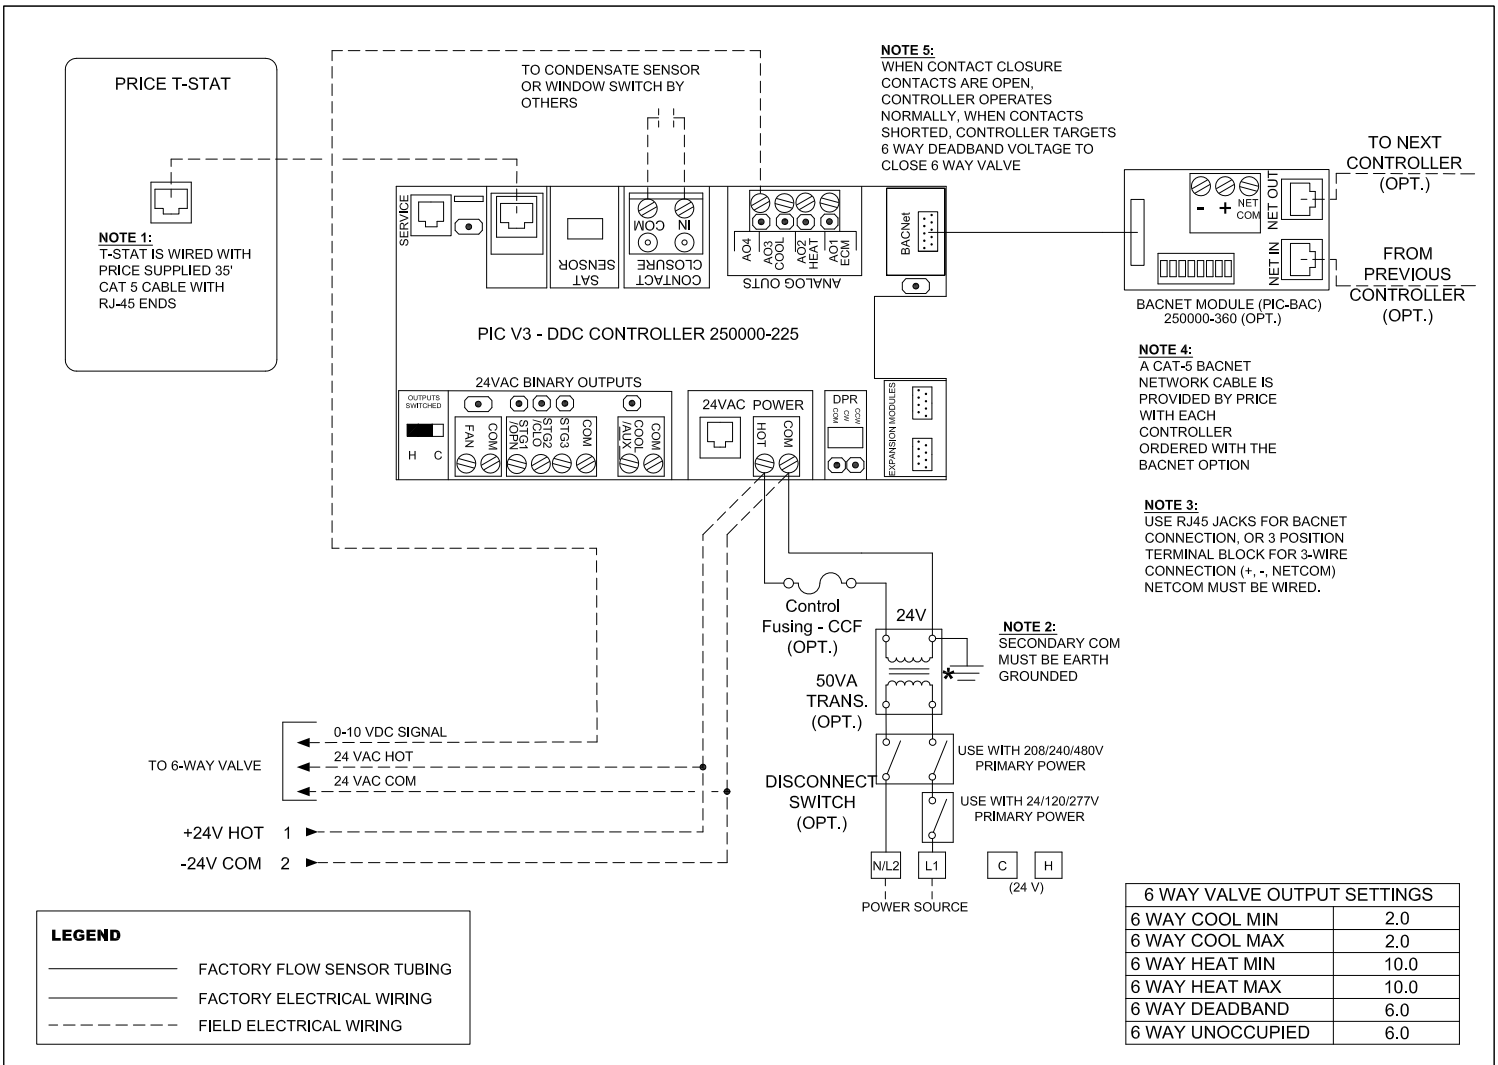 PRICE T-STAT
NOTE 1:
T-STAT IS WIRED WITH
PRICE SUPPLIED 35'
CAT 5 CABLE WITH
RJ-45 ENDS
TO CONDENSATE SENSOR
OR WINDOW SWITCH BY
OTHERS
NOTE 5:
WHEN CONTACT CLOSURE
CONTACTS ARE OPEN,
CONTROLLER OPERATES
NORMALLY, WHEN CONTACTS
SHORTED, CONTROLLER TARGETS
6 WAY DEADBAND VOLTAGE TO
CLOSE 6 WAY VALVE
SERVICE
SAT
SENSOR
COM
IN
CONTACT
CLOSURE
AO4
AO3
COOL
AO2
HEAT
AO1
ECM
ANALOG OUTS
BACNet
- +
NET
COM
NET OUT
NET IN
TO NEXT
CONTROLLER
(OPT.)
FROM
PREVIOUS
CONTROLLER
(OPT.)
BACNET MODULE (PIC-BAC)
250000-360 (OPT.)
PIC V3 - DDC CONTROLLER 250000-225
24VAC BINARY OUTPUTS
OUTPUTS
SWITCHED
H C
FAN
COM
STG1
/OPN
STG2
/CLO
STG3
COM
COOL
/AUX
COM
24VAC POWER
HOT
COM
DPR
COM
CW
CCW
EXPANSION MODULES
NOTE 4:
A CAT-5 BACNET
NETWORK CABLE IS
PROVIDED BY PRICE
WITH EACH
CONTROLLER
ORDERED WITH THE
BACNET OPTION
NOTE 3:
USE RJ45 JACKS FOR BACNET
CONNECTION, OR 3 POSITION
TERMINAL BLOCK FOR 3-WIRE
CONNECTION (+, -, NETCOM)
NETCOM MUST BE WIRED.
Control
Fusing - CCF
(OPT.)
24V
NOTE 2:
SECONDARY COM
MUST BE EARTH
GROUNDED
*
50VA
TRANS.
(OPT.)
USE WITH 208/240/480V
PRIMARY POWER
DISCONNECT
SWITCH
(OPT.)
USE WITH 24/120/277V
PRIMARY POWER
N/L2
L1
C
H
(24 V)
POWER SOURCE
TO 6-WAY VALVE
0-10 VDC SIGNAL
24 VAC HOT
24 VAC COM
+24V HOT 1
-24V COM 2
LEGEND
FACTORY FLOW SENSOR TUBING
FACTORY ELECTRICAL WIRING
FIELD ELECTRICAL WIRING
6 WAY VALVE OUTPUT SETTINGS
6 WAY COOL MIN 2.0
6 WAY COOL MAX 2.0
6 WAY HEAT MIN 10.0
6 WAY HEAT MAX 10.0
6 WAY DEADBAND 6.0
6 WAY UNOCCUPIED 6.0